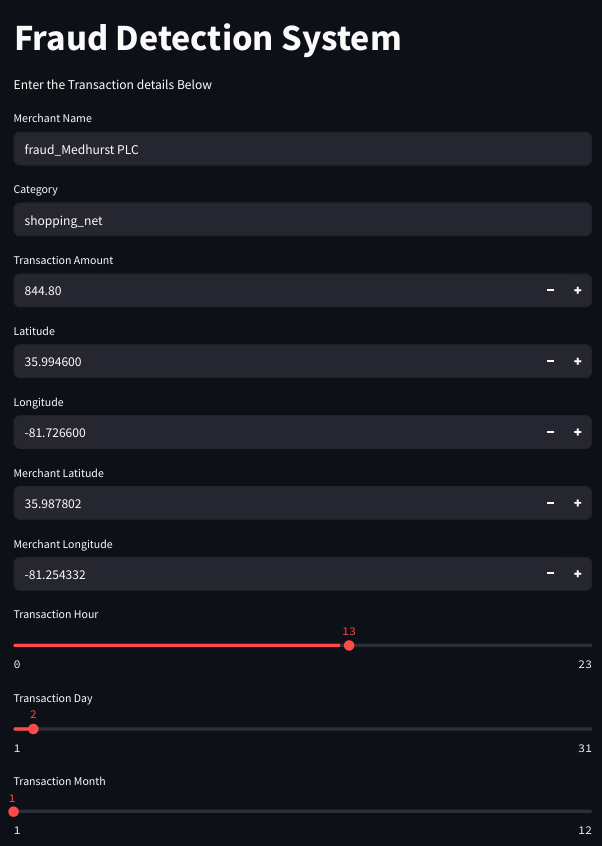 Fraud Detection System
Enter the Transaction details Below
Merchant Name
fraud_Medhurst PLC
Category
shopping_net
Transaction Amount
844.80
Latitude
35.994600
Longitude
-81.726600
Merchant Latitude
35.987802
Merchant Longitude
-81.254332
Transaction Hour
13
0 23
Transaction Day
2
1 31
Transaction Month
1
1 12